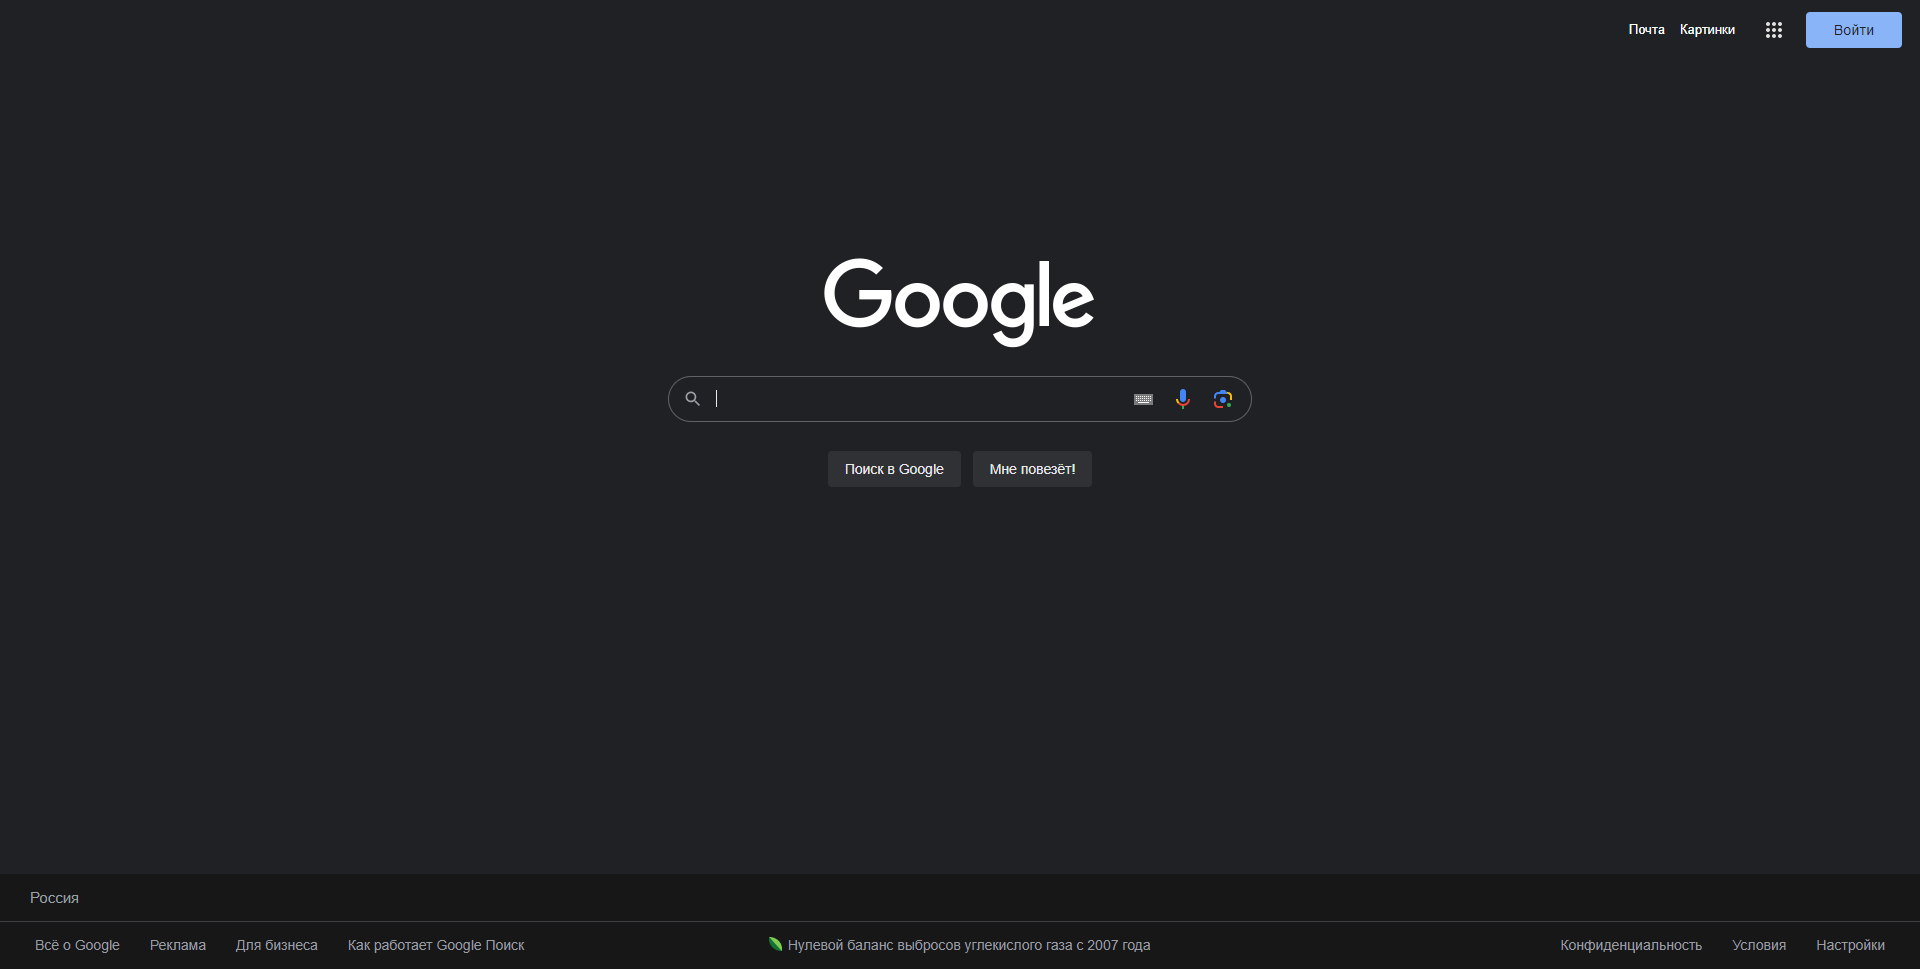 Почта Картинки Войти
Google
Поиск в Google Мне повезёт!
Россия
Всё о Google Реклама Для бизнеса Как работает Google Поиск Нулевой баланс выбросов углекислого газа с 2007 года Конфиденциальность Условия Настройки